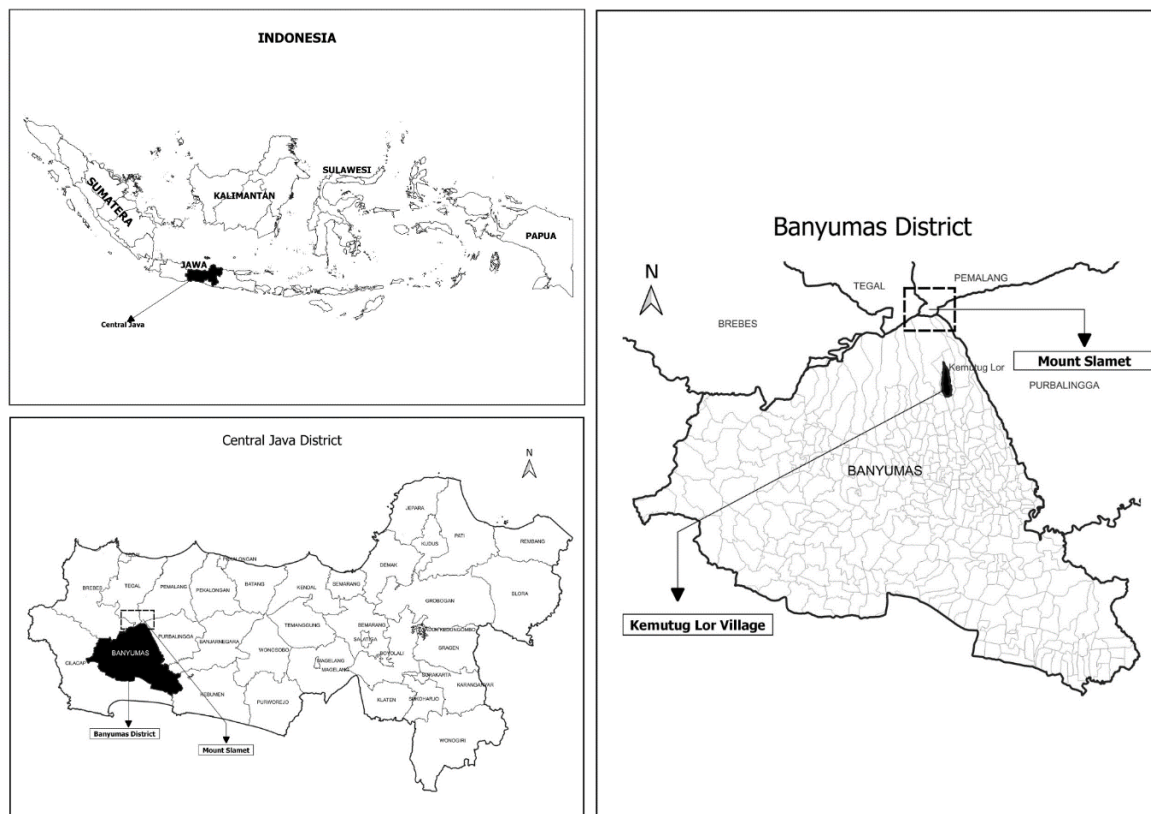 INDONESIA
SUMATERA
KALIMANTAN
SULAWESI
PAPUA
JAWA
Central Java
Central Java District
N
JEPARA
KUDUS
PATI
REMBANG
DEMAK
TEGAL
BREBES
PEMALANG
PEKALONGAN
PEKALONGAN
BATANG
KENDAL
SEMARANG
GROBOGAN
BLORA
TEMANGGUNG
SEMARANG
SALATIGA
BOYOLALI
SRAGEN
PURBALINGGA
BANJARNEGARA
WONOSOBO
MAGELANG
MAGELANG
SURAKARTA
KARANGANYAR
CILACAP
BANYUMAS
KEBUMEN
PURWOREJO
KLATEN
SUKOHARJO
WONOGIRI
Banyumas District
Mount Slamet
Banyumas District
N
TEGAL
PEMALANG
BREBES
Mount Slamet
Kemutug Lor
PURBALINGGA
BANYUMAS
Kemutug Lor Village